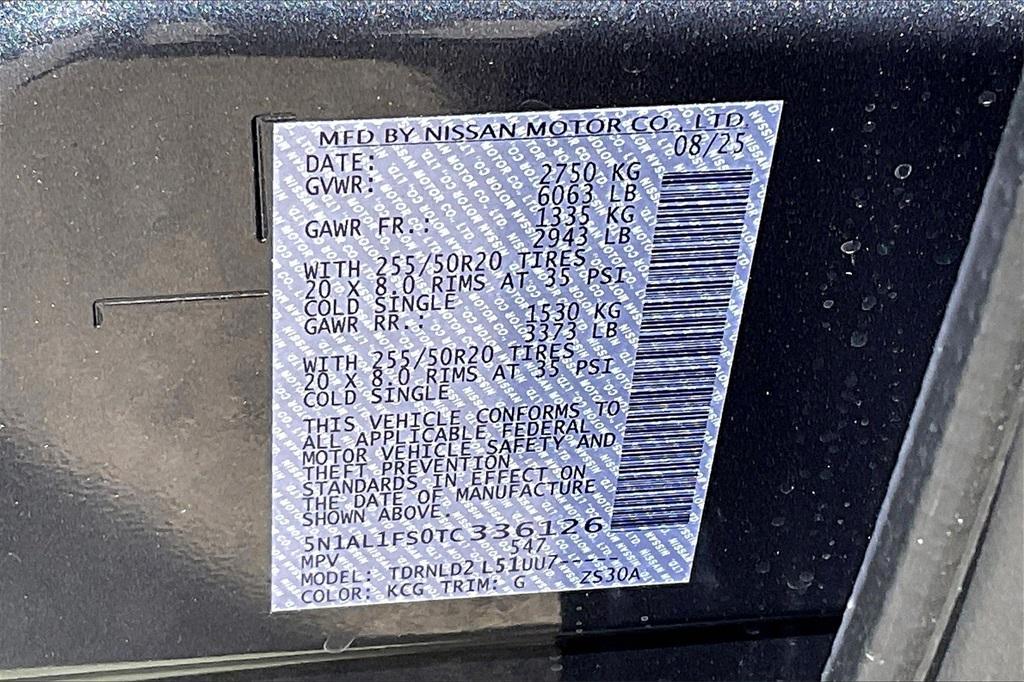 MFD BY NISSAN MOTOR CO., LTD.
DATE: 08/25
GVWR: 2750 KG
6063 LB
GAWR FR.: 1335 KG
2943 LB
WITH 255/50R20 TIRES
20 X 8.0 RIMS AT 35 PSI
COLD SINGLE
GAWR RR.: 1530 KG
3373 LB
WITH 255/50R20 TIRES
20 X 8.0 RIMS AT 35 PSI
COLD SINGLE
THIS VEHICLE CONFORMS TO
ALL APPLICABLE FEDERAL
MOTOR VEHICLE SAFETY AND
THEFT PREVENTION
STANDARDS IN EFFECT ON
THE DATE OF MANUFACTURE
SHOWN ABOVE.
5N1AL1FS0TC336126
MPV 547
MODEL: TDRNLD2 L51UU7-----
COLOR: KCG TRIM: G ZS30A